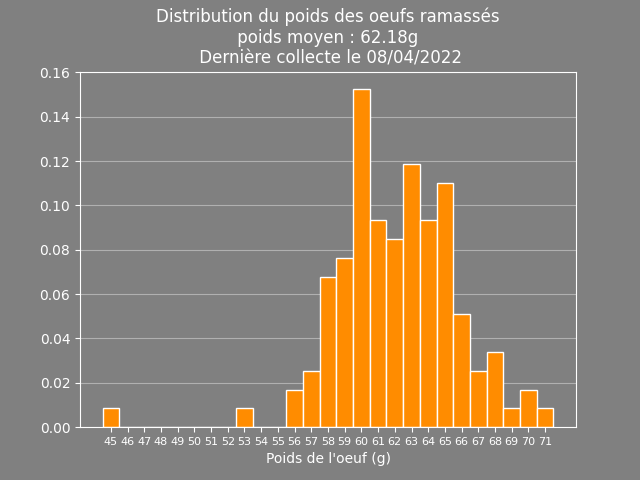 Distribution du poids des oeufs ramassés
poids moyen : 62.18g
Dernière collecte le 08/04/2022
0.16
0.14
0.12
0.10
0.08
0.06
0.04
0.02
0.00
45 46 47 48 49 50 51 52 53 54 55 56 57 58 59 60 61 62 63 64 65 66 67 68 69 70 71
Poids de l'oeuf (g)